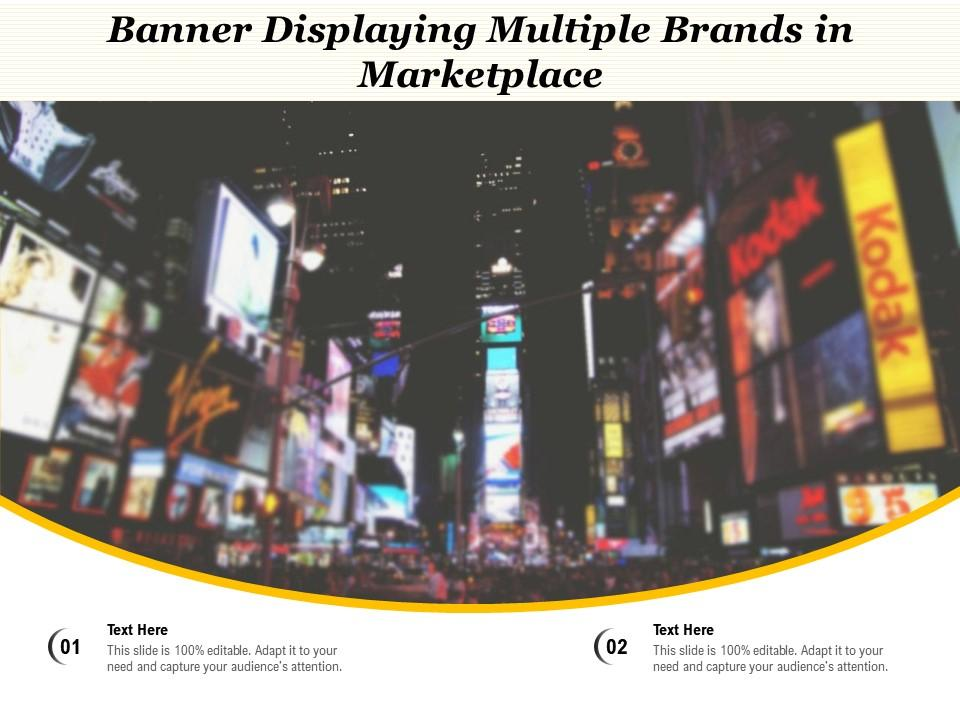 Banner Displaying Multiple Brands in
Marketplace
Kodak
Kodak
Virgin
TOSHIBA
01
Text Here
This slide is 100% editable. Adapt it to your
need and capture your audience's attention.
02
Text Here
This slide is 100% editable. Adapt it to your
need and capture your audience's attention.